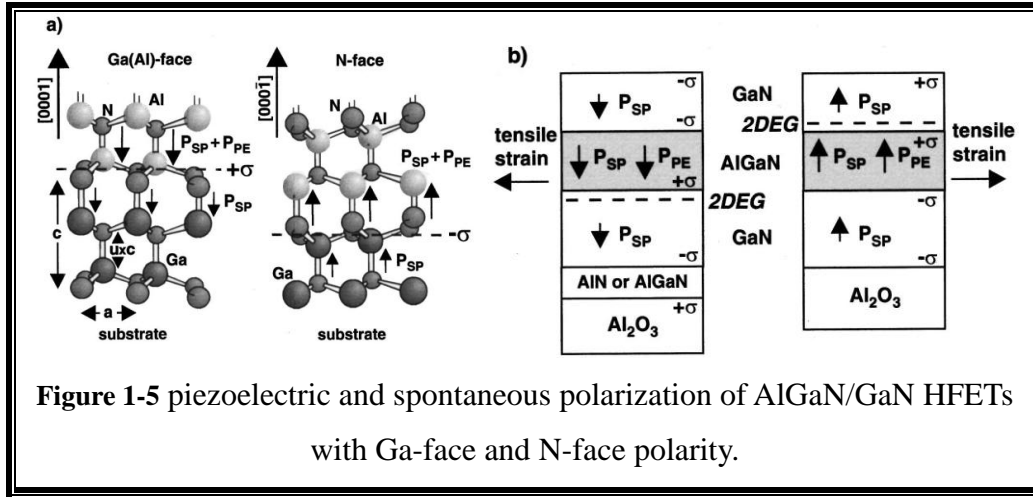 a)
Ga(Al)-face
[0001]
N
Al
P_SP + P_PE
+σ
P_SP
c
uxc
Ga
a
substrate
N-face
[000ī]
N
Al
P_SP + P_PE
-σ
Ga
P_SP
substrate
b)
-σ
P_SP
-σ
tensile
strain
P_SP P_PE
+σ
2DEG
P_SP
-σ
AlN or AlGaN
+σ
Al₂O₃
GaN
2DEG
AlGaN
GaN
+σ
P_SP
P_SP P_PE
tensile
strain
-σ
P_SP
-σ
Al₂O₃
Figure 1-5 piezoelectric and spontaneous polarization of AlGaN/GaN HFETs
with Ga-face and N-face polarity.